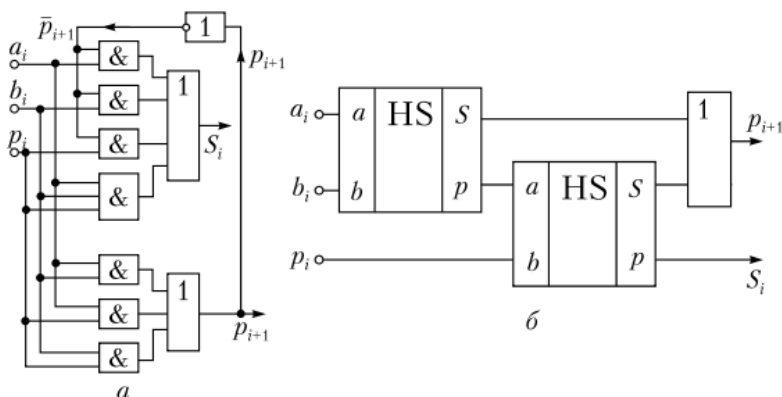 p̄ᵢ₊₁
1
pᵢ₊₁
aᵢ
&
1
bᵢ
&
Sᵢ
pᵢ
&
&
&
1
&
pᵢ₊₁
&
а
aᵢ a HS S
1
pᵢ₊₁
bᵢ b p
a HS S
pᵢ b p
Sᵢ
б